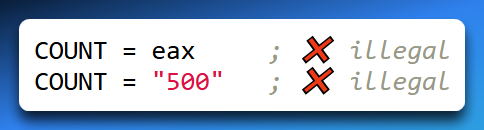 COUNT = eax ; ❌ illegal
COUNT = "500" ; ❌ illegal